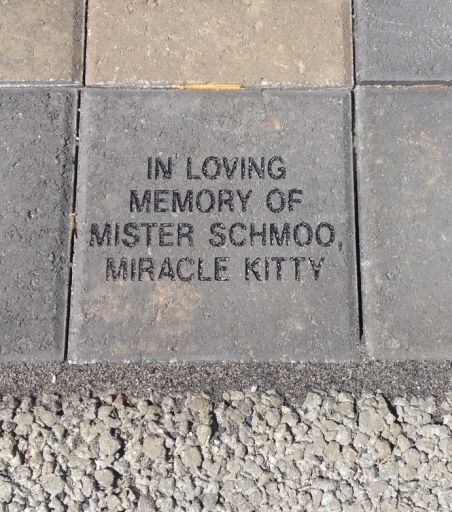 IN LOVING
MEMORY OF
MISTER SCHMOO,
MIRACLE KITTY